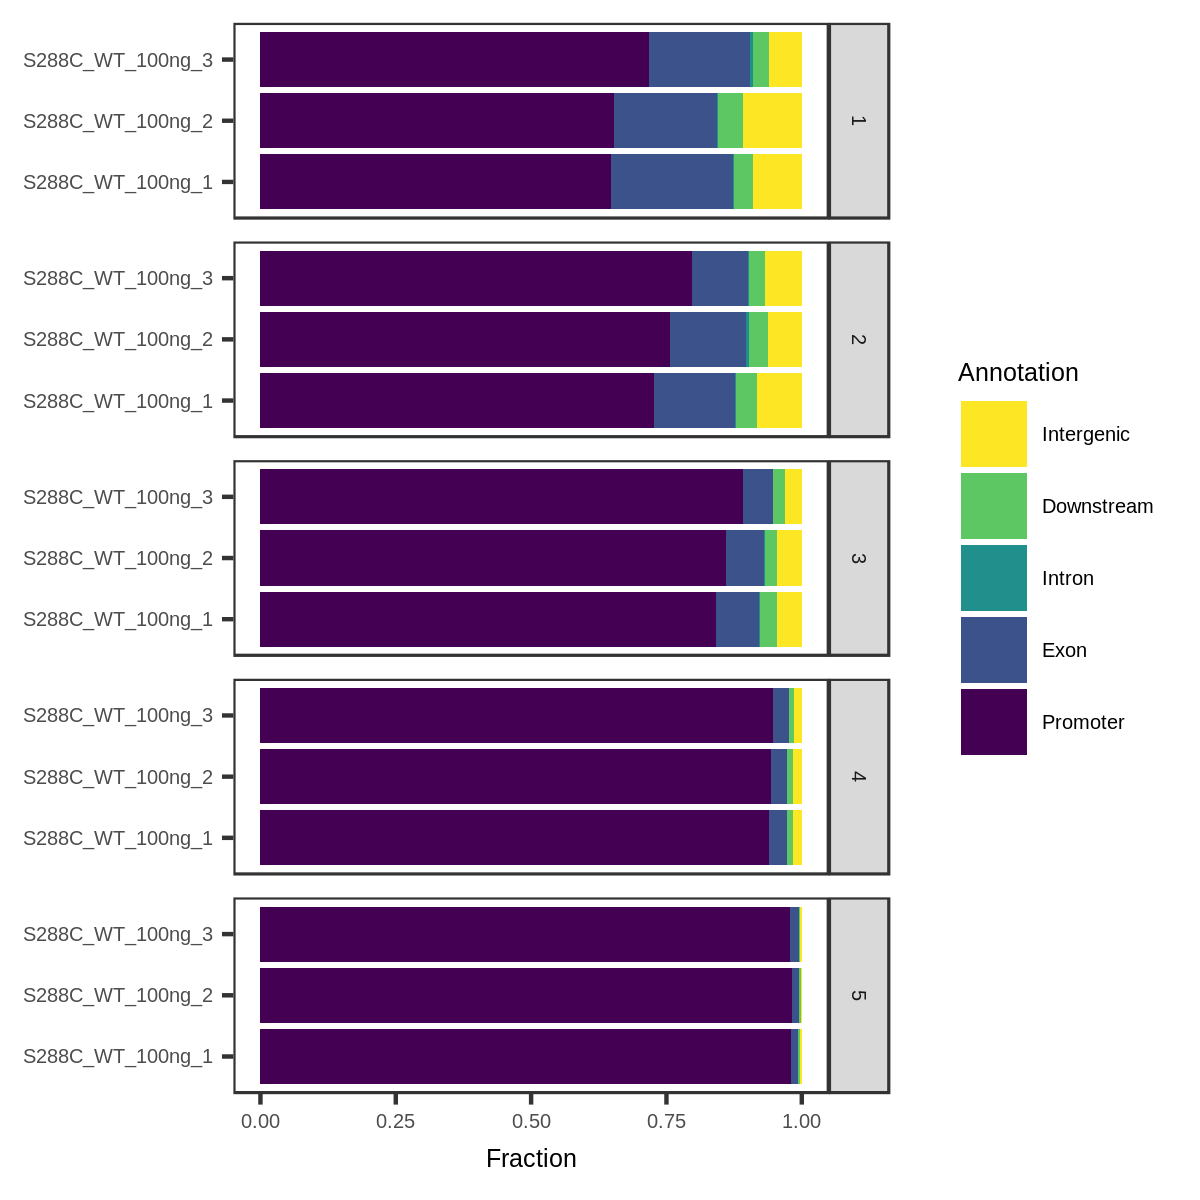 S288C_WT_100ng_3
S288C_WT_100ng_2
S288C_WT_100ng_1
1
S288C_WT_100ng_3
S288C_WT_100ng_2
S288C_WT_100ng_1
2
S288C_WT_100ng_3
S288C_WT_100ng_2
S288C_WT_100ng_1
3
S288C_WT_100ng_3
S288C_WT_100ng_2
S288C_WT_100ng_1
4
S288C_WT_100ng_3
S288C_WT_100ng_2
S288C_WT_100ng_1
5
0.00 0.25 0.50 0.75 1.00
Fraction
Annotation
Intergenic
Downstream
Intron
Exon
Promoter